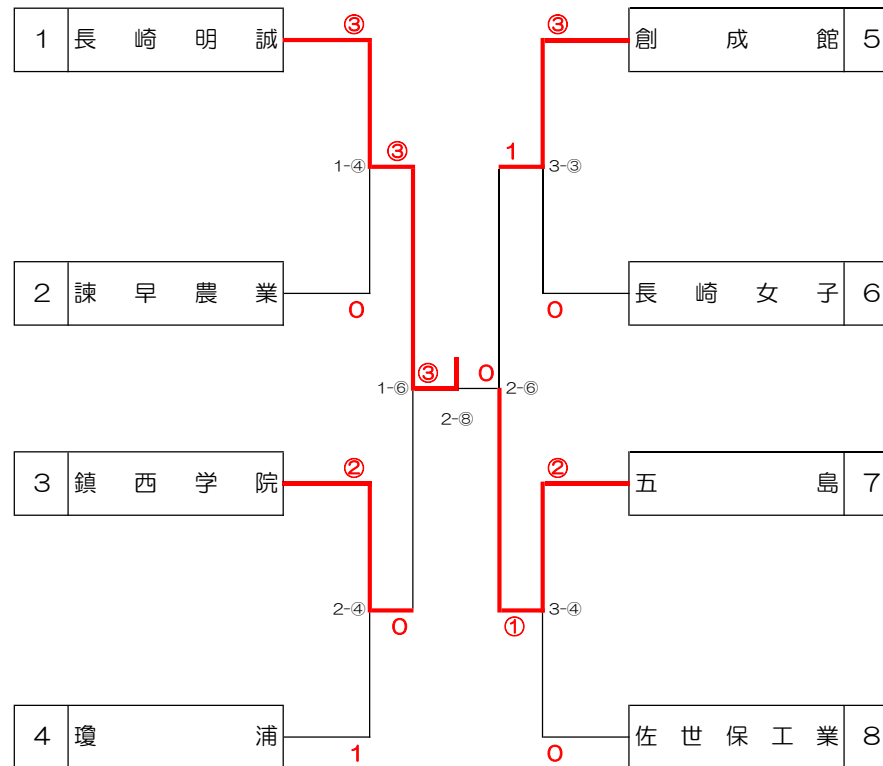 ③ ③
1 長崎明誠 創成館 5
③ 1
1-④ 3-③
2 諫早農業 長崎女子 6
0 0
1-⑥ ③ 0 2-⑥
2-⑧
② ②
3 鎮西学院 五島 7
2-④ 3-④
0 ①
4 瓊浦 佐世保工業 8
1 0